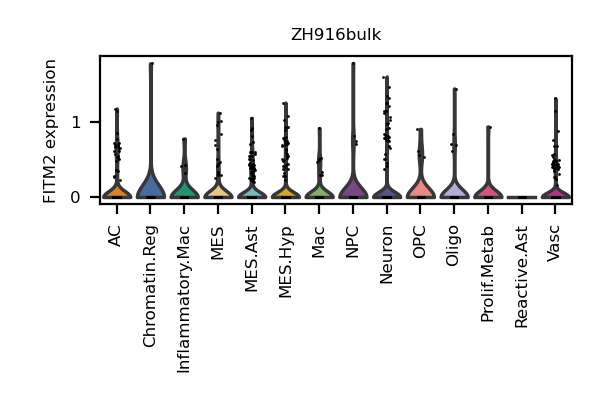 ZH916bulk
FITM2 expression
1
0
AC
Chromatin.Reg
Inflammatory.Mac
MES
MES.Ast
MES.Hyp
Mac
NPC
Neuron
OPC
Oligo
Prolif.Metab
Reactive.Ast
Vasc